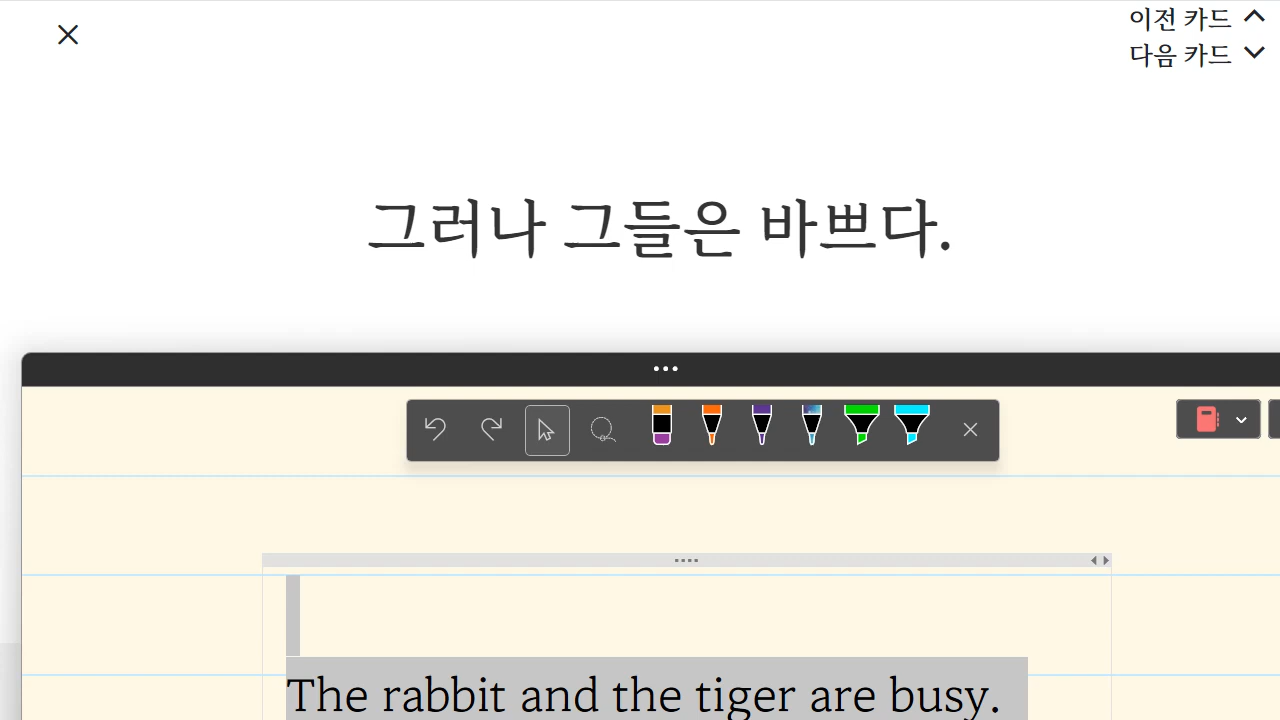 이전 카드
다음 카드
그러나 그들은 바쁘다.
The rabbit and the tiger are busy.